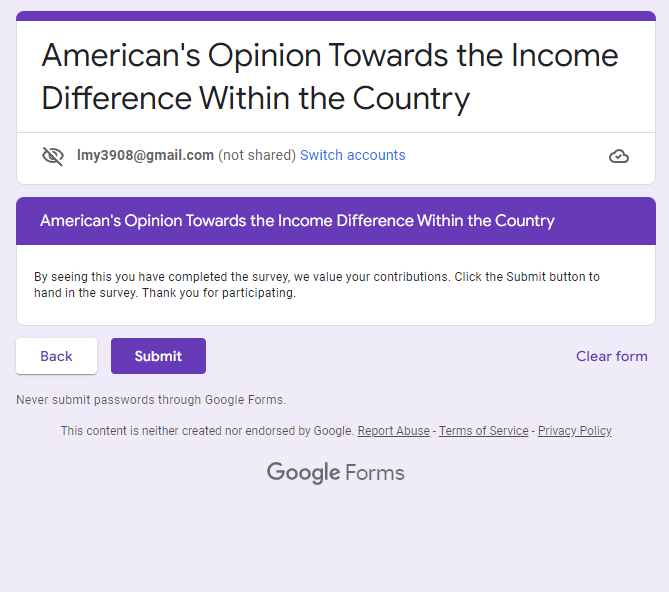 American's Opinion Towards the Income
Difference Within the Country
lmy3908@gmail.com (not shared) Switch accounts
American's Opinion Towards the Income Difference Within the Country
By seeing this you have completed the survey, we value your contributions. Click the Submit button to
hand in the survey. Thank you for participating.
Back Submit Clear form
Never submit passwords through Google Forms.
This content is neither created nor endorsed by Google. Report Abuse - Terms of Service - Privacy Policy
Google Forms